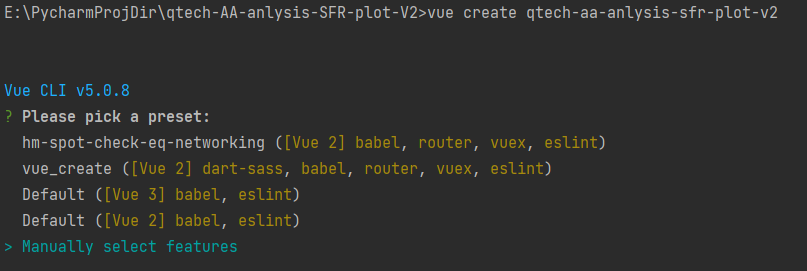 E:\PycharmProjDir\qtech-AA-anlysis-SFR-plot-V2>vue create qtech-aa-anlysis-sfr-plot-v2
Vue CLI v5.0.8
? Please pick a preset:
hm-spot-check-eq-networking ([Vue 2] babel, router, vuex, eslint)
vue_create ([Vue 2] dart-sass, babel, router, vuex, eslint)
Default ([Vue 3] babel, eslint)
Default ([Vue 2] babel, eslint)
> Manually select features